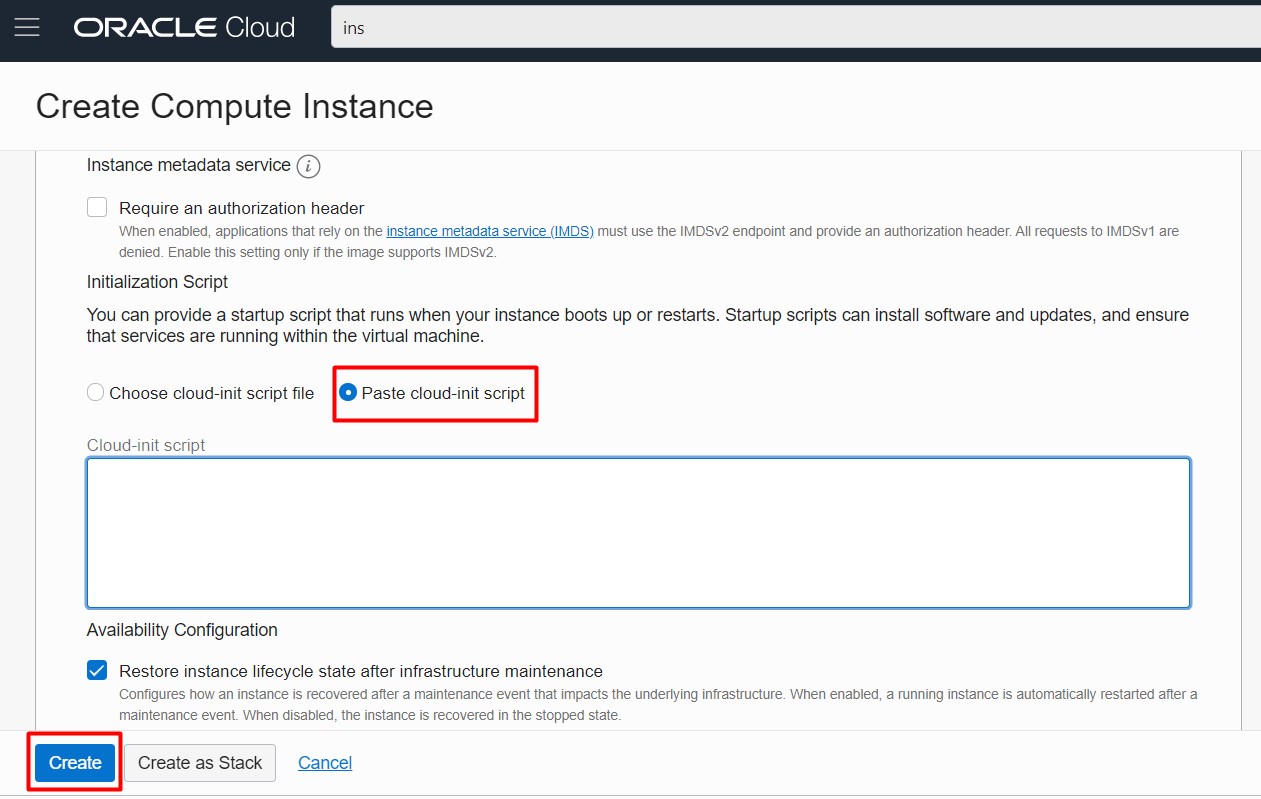 ORACLE Cloud
ins
Create Compute Instance
Instance metadata service i
Require an authorization header
When enabled, applications that rely on the instance metadata service (IMDS) must use the IMDSv2 endpoint and provide an authorization header. All requests to IMDSv1 are
denied. Enable this setting only if the image supports IMDSv2.
Initialization Script
You can provide a startup script that runs when your instance boots up or restarts. Startup scripts can install software and updates, and ensure
that services are running within the virtual machine.
Choose cloud-init script file Paste cloud-init script
Cloud-init script
Availability Configuration
Restore instance lifecycle state after infrastructure maintenance
Configures how an instance is recovered after a maintenance event that impacts the underlying infrastructure. When enabled, a running instance is automatically restarted after a
maintenance event. When disabled, the instance is recovered in the stopped state.
Create Create as Stack Cancel